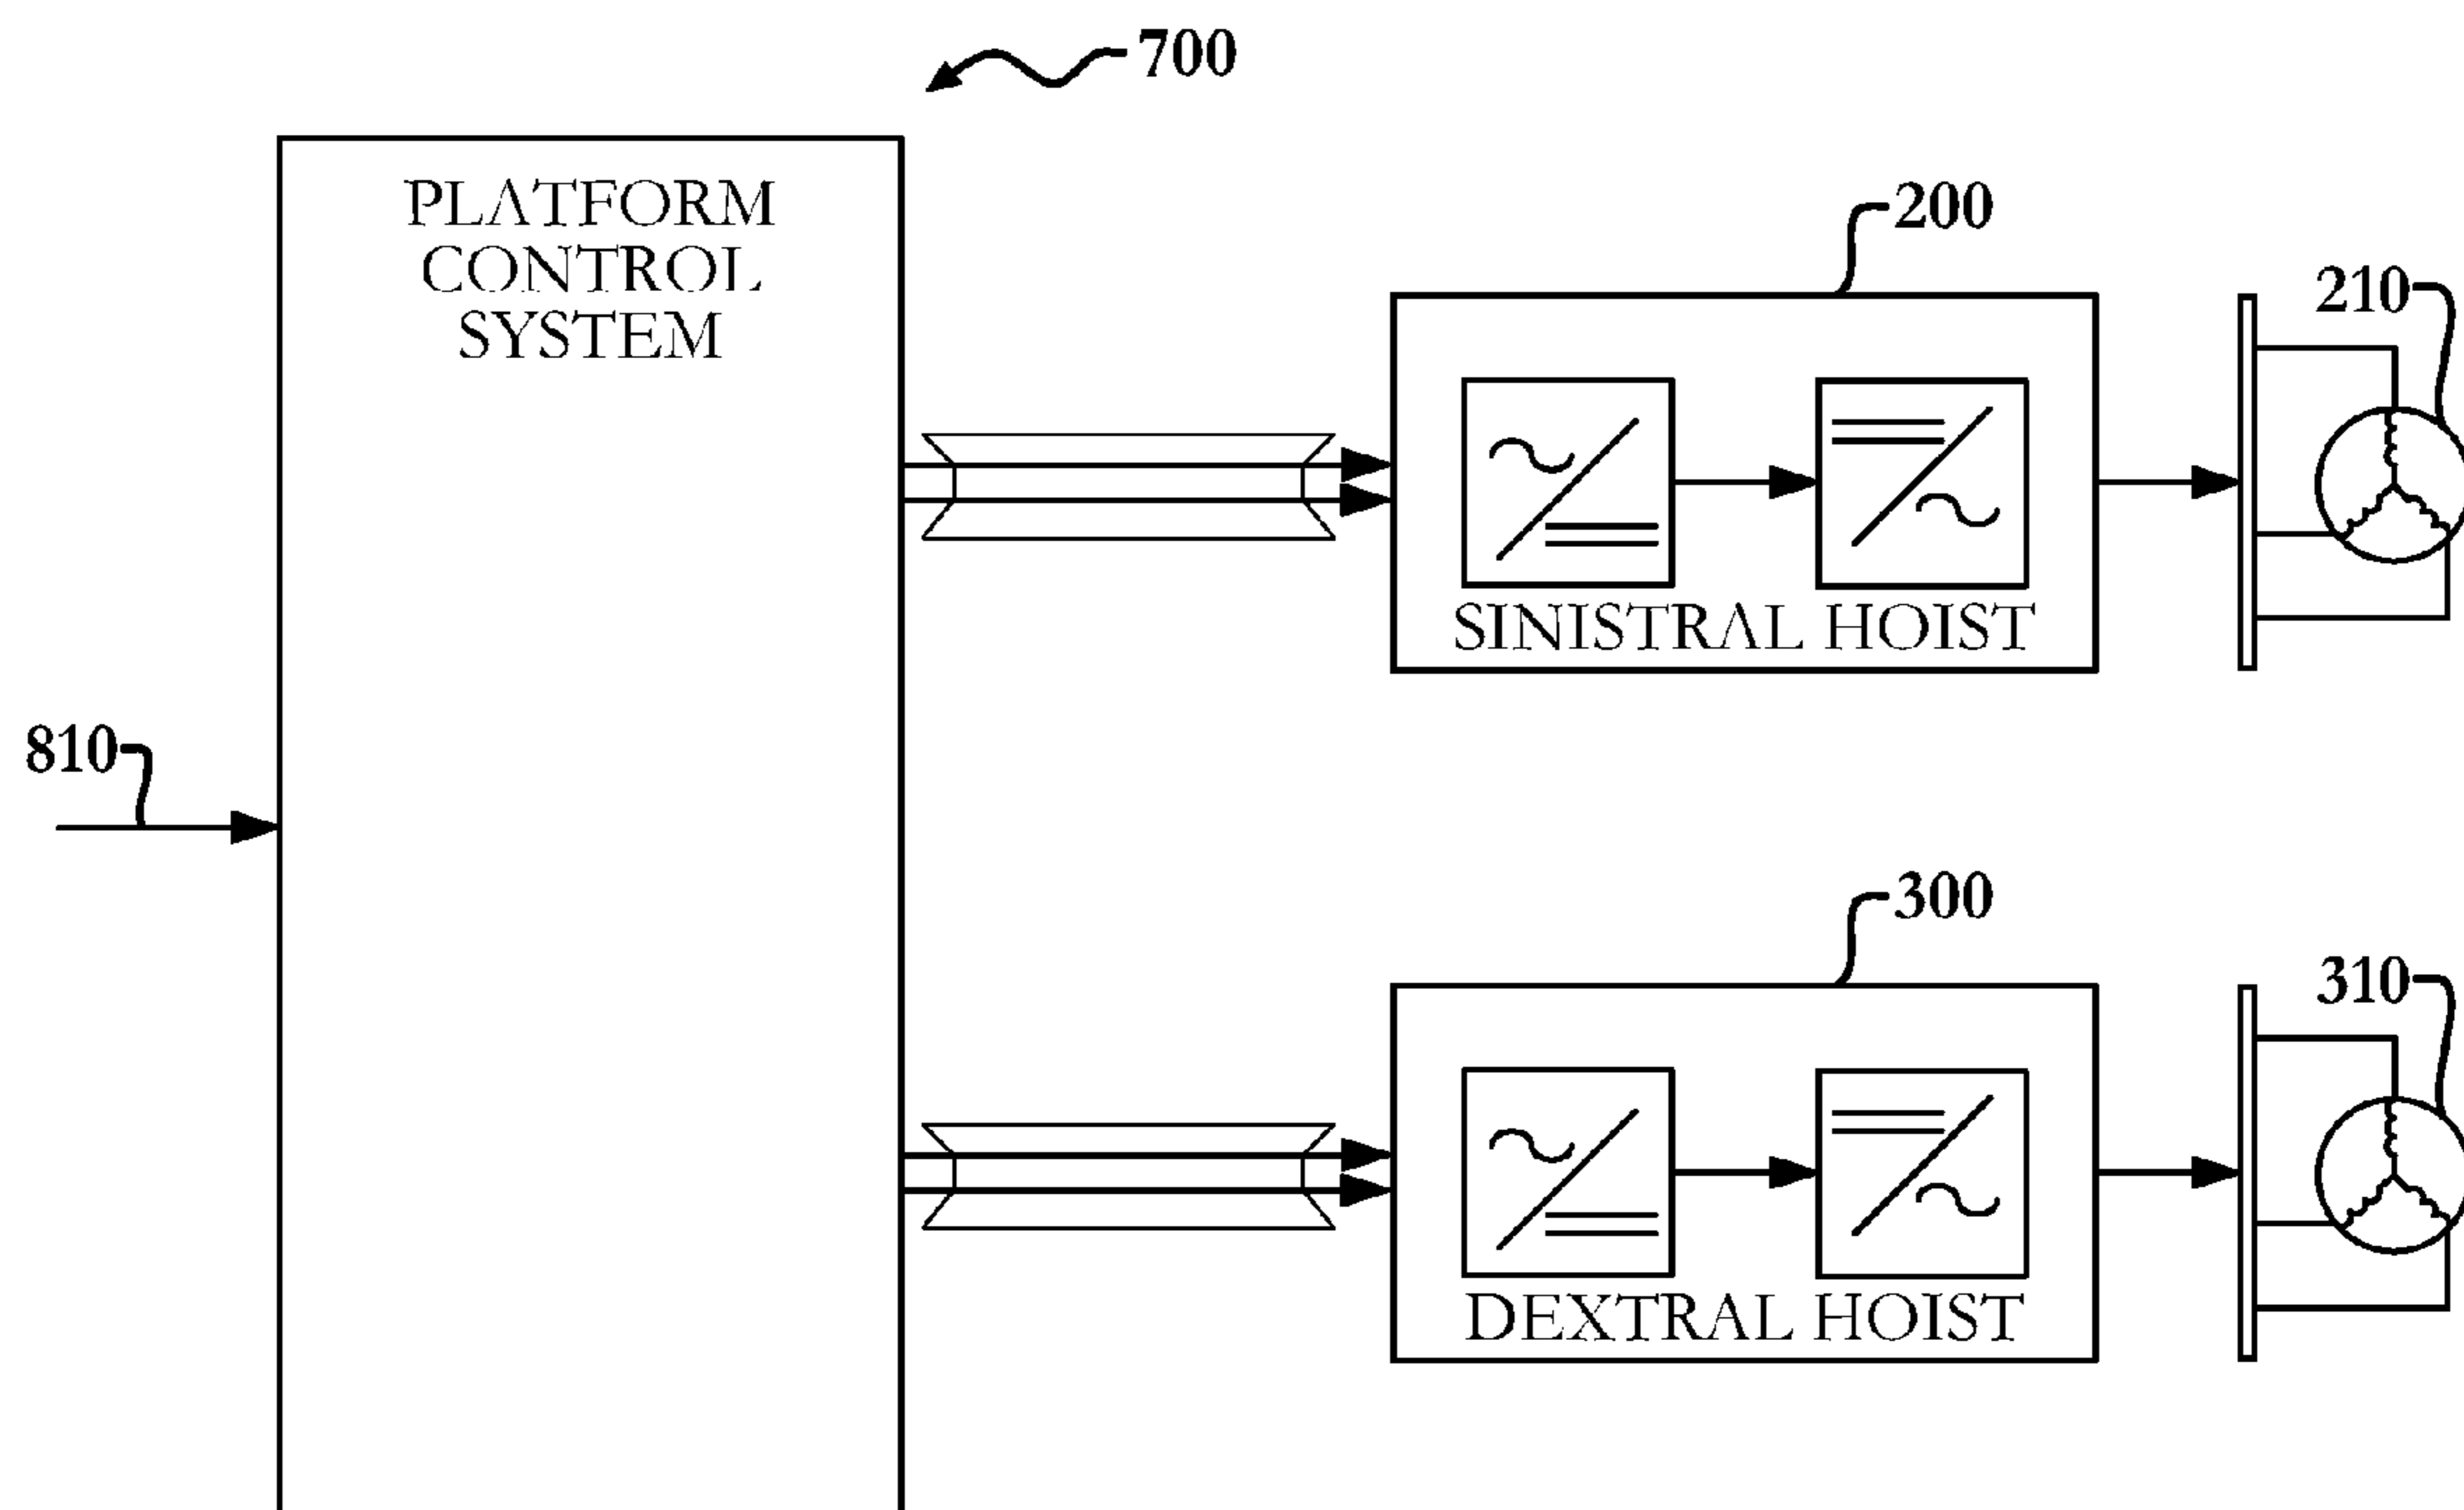 700
PLATFORM
CONTROL
SYSTEM
200
210
SINISTRAL HOIST
810
300
310
DEXTRAL HOIST